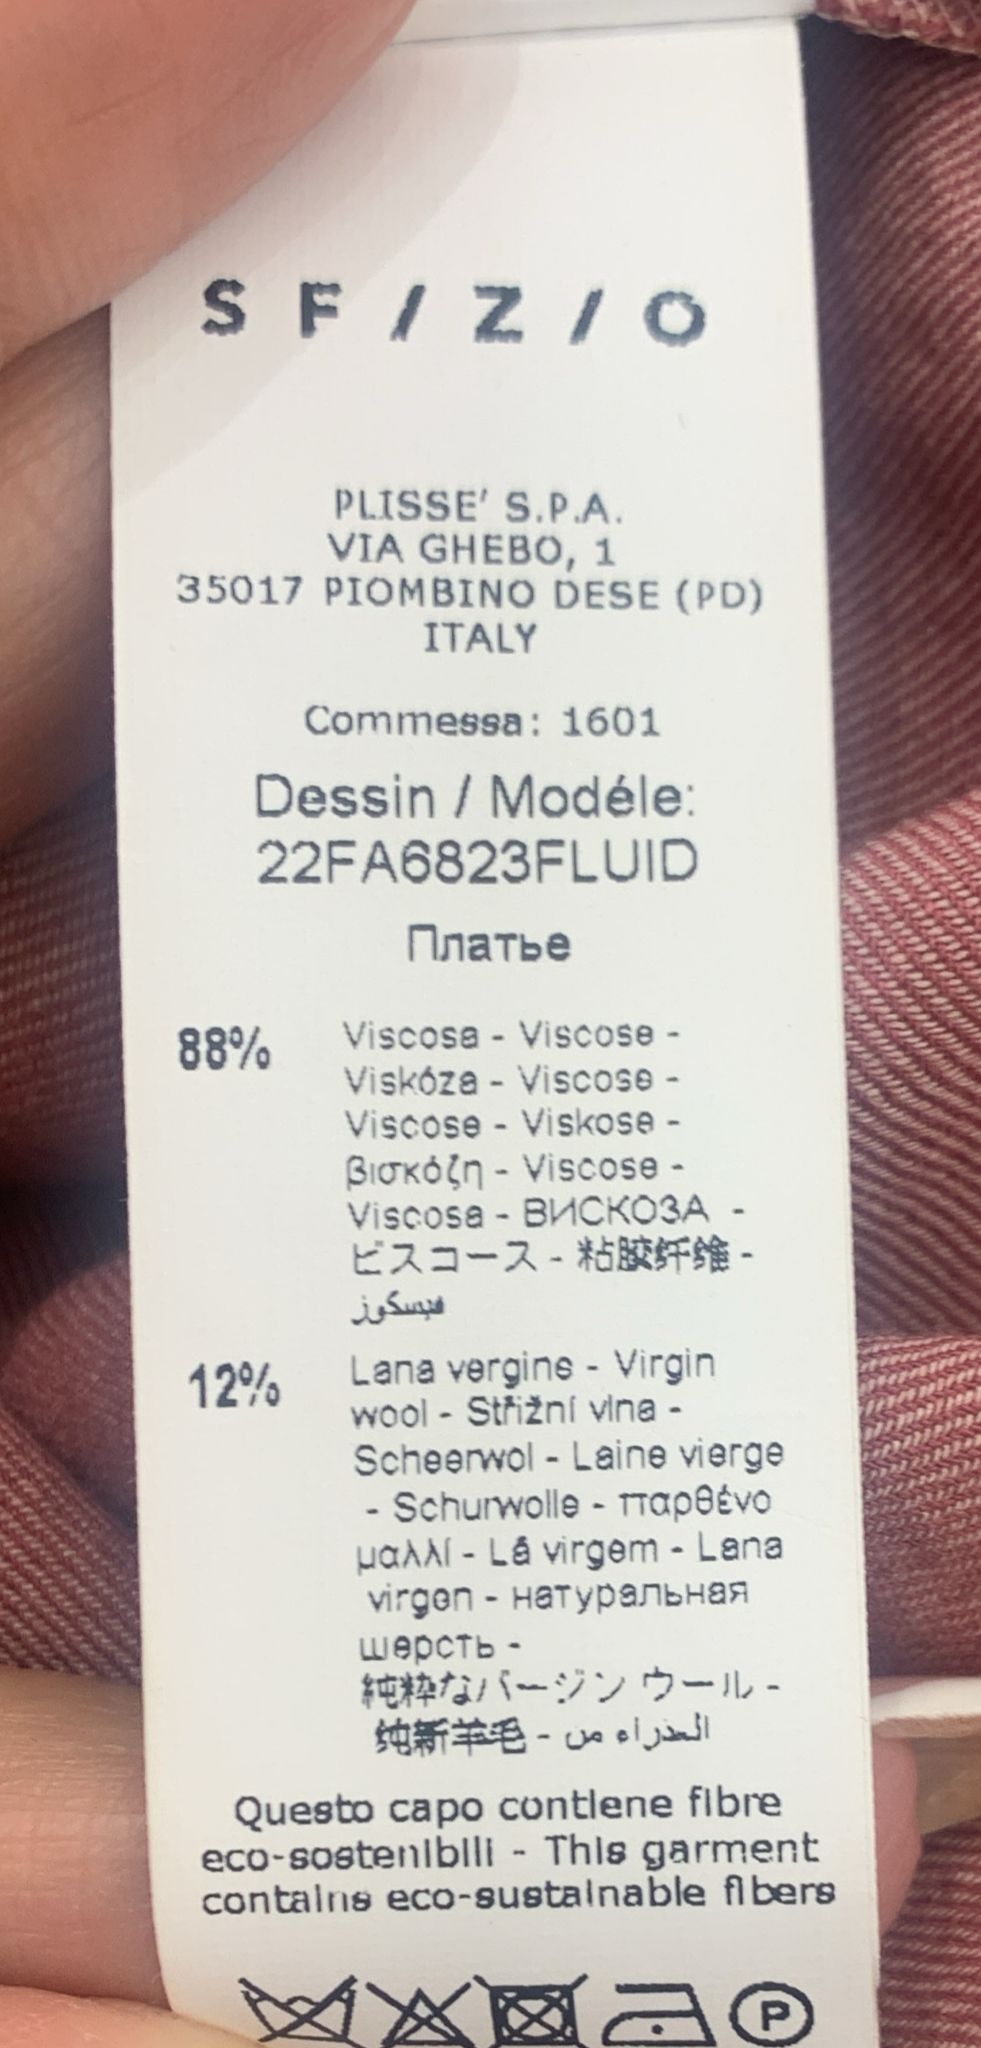 S F / Z / O
PLISSE' S.P.A.
VIA GHEBO, 1
35017 PIOMBINO DESE (PD)
ITALY
Commessa: 1601
Dessin / Modéle:
22FA6823FLUID
Платье
88% Viscosa - Viscose -
Viskóza - Viscose -
Viscose - Viskose -
βισκόζη - Viscose -
Viscosa - ВИСКОЗА -
ビスコース - 粘胶纤维 -
فيسكوز
12% Lana vergine - Virgin
wool - Střižní vlna -
Scheerwol - Laine vierge
- Schurwolle - παρθένο
μαλλί - Lã virgem - Lana
virgen - натуральная
шерсть -
純粋なバージン ウール -
纯新羊毛 - العذراء من
Questo capo contiene fibre
eco-sostenibili - This garment
contains eco-sustainable fibers
P